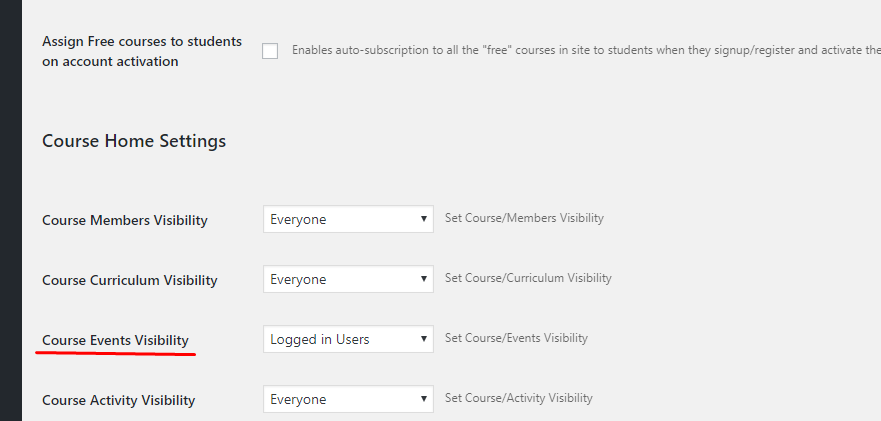 Assign Free courses to students
on account activation
Enables auto-subscription to all the "free" courses in site to students when they signup/register and activate the
Course Home Settings
Course Members Visibility Everyone Set Course/Members Visibility
Course Curriculum Visibility Everyone Set Course/Curriculum Visibility
Course Events Visibility Logged in Users Set Course/Events Visibility
Course Activity Visibility Everyone Set Course/Activity Visibility